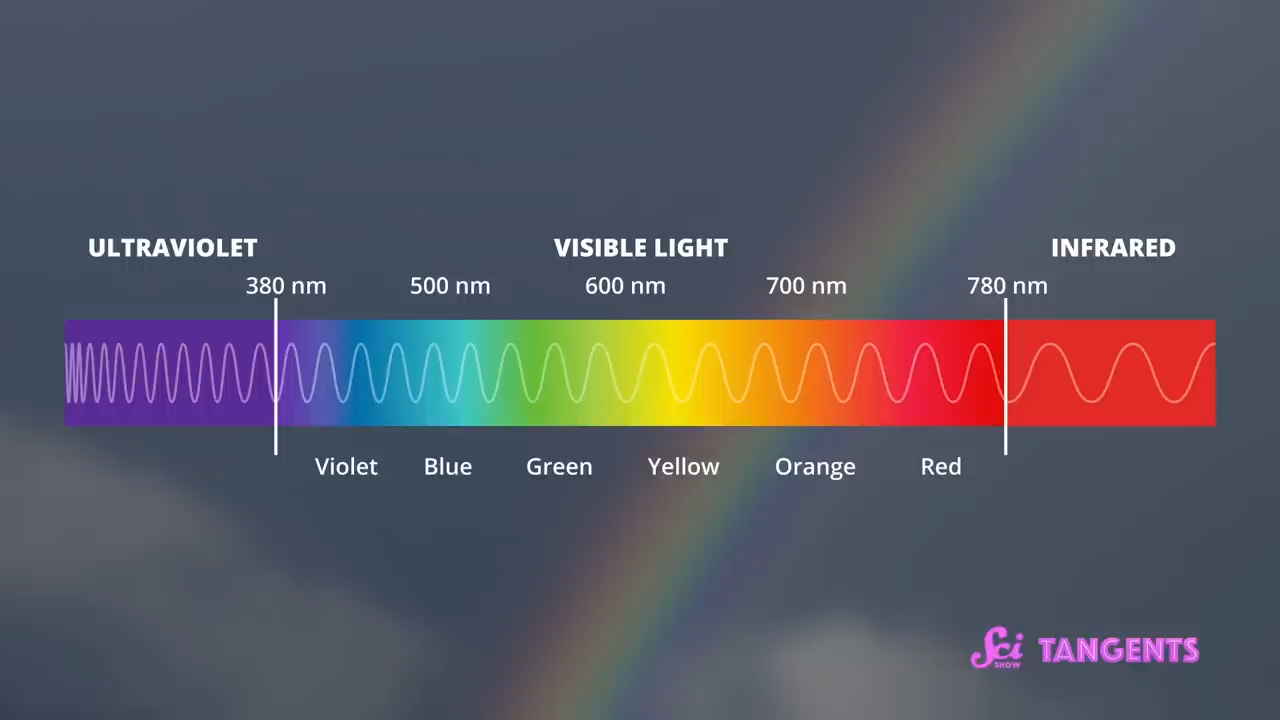 ULTRAVIOLET
VISIBLE LIGHT
INFRARED
380 nm
500 nm
600 nm
700 nm
780 nm
Violet
Blue
Green
Yellow
Orange
Red
Sci SHOW TANGENTS